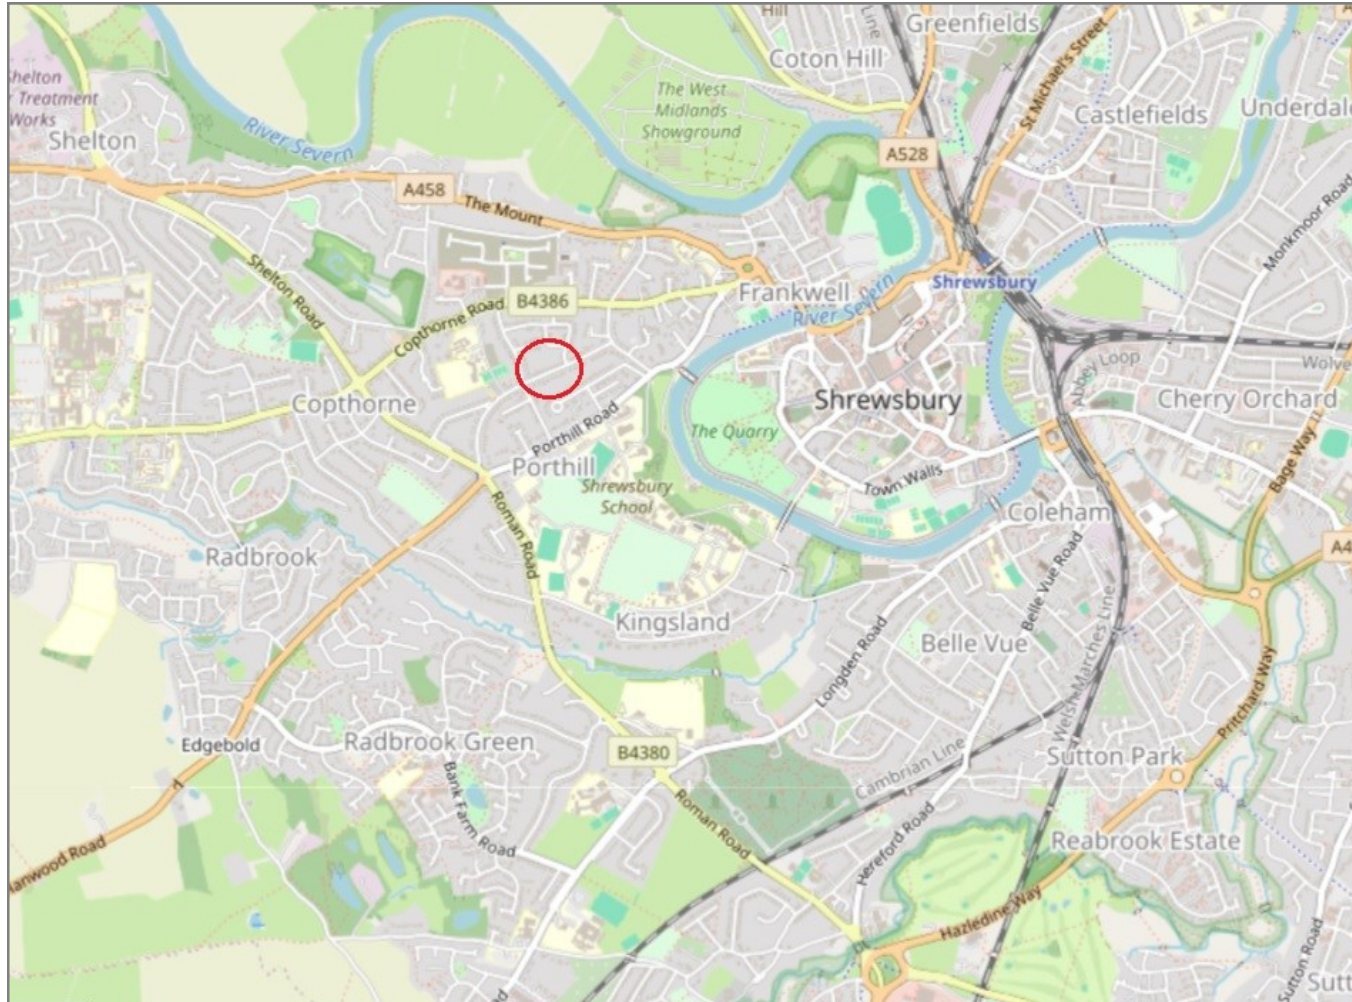 Hill
Line
Greenfields
Coton Hill
St Michael's Street
Shelton
Treatment
Works
The West
Midlands
Showground
Castlefields
Shelton
River Severn
A528
A458
The Mount
Monkmoor Road
Shelton Road
B4386
Frankwell
Shrewsbury
River Severn
Copthorne Road
Abbey Loop
Copthorne
Shrewsbury
Cherry Orchard
Porthill Road
The Quarry
Bage Way
Porthill
Town Walls
Shrewsbury
School
Coleham
Roman Road
Radbrook
Belle Vue Road
Kingsland
Belle Vue
Longden Road
Welsh Marches Line
Pritchard Way
Edgebold
Radbrook Green
B4380
Cambrian Line
Sutton Park
Bank Farm Road
Roman Road
Hereford Road
Reabrook Estate
Hazledine Way
Sutton Road